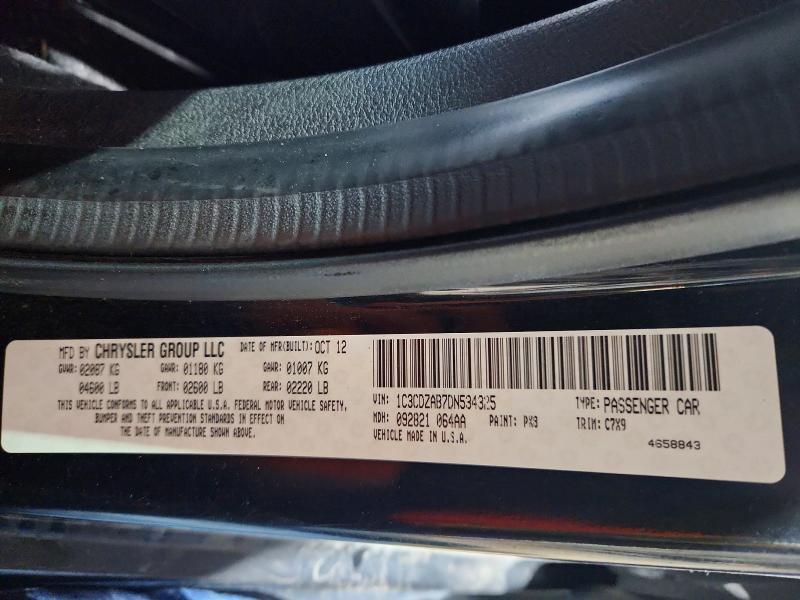 MFD BY CHRYSLER GROUP LLC DATE OF MFR(BUILT): OCT 12
GVWR: 02087 KG GAWR: 01180 KG GAWR: 01007 KG
04600 LB FRONT: 02600 LB REAR: 02220 LB
THIS VEHICLE CONFORMS TO ALL APPLICABLE U.S.A. FEDERAL MOTOR VEHICLE SAFETY,
BUMPER AND THEFT PREVENTION STANDARDS IN EFFECT ON
THE DATE OF MANUFACTURE SHOWN ABOVE.
VIN: 1C3CDZAB7DN534325 TYPE: PASSENGER CAR
MDH: 092821 064AA PAINT: PX8 TRIM: C7X9
VEHICLE MADE IN U.S.A.
4658843